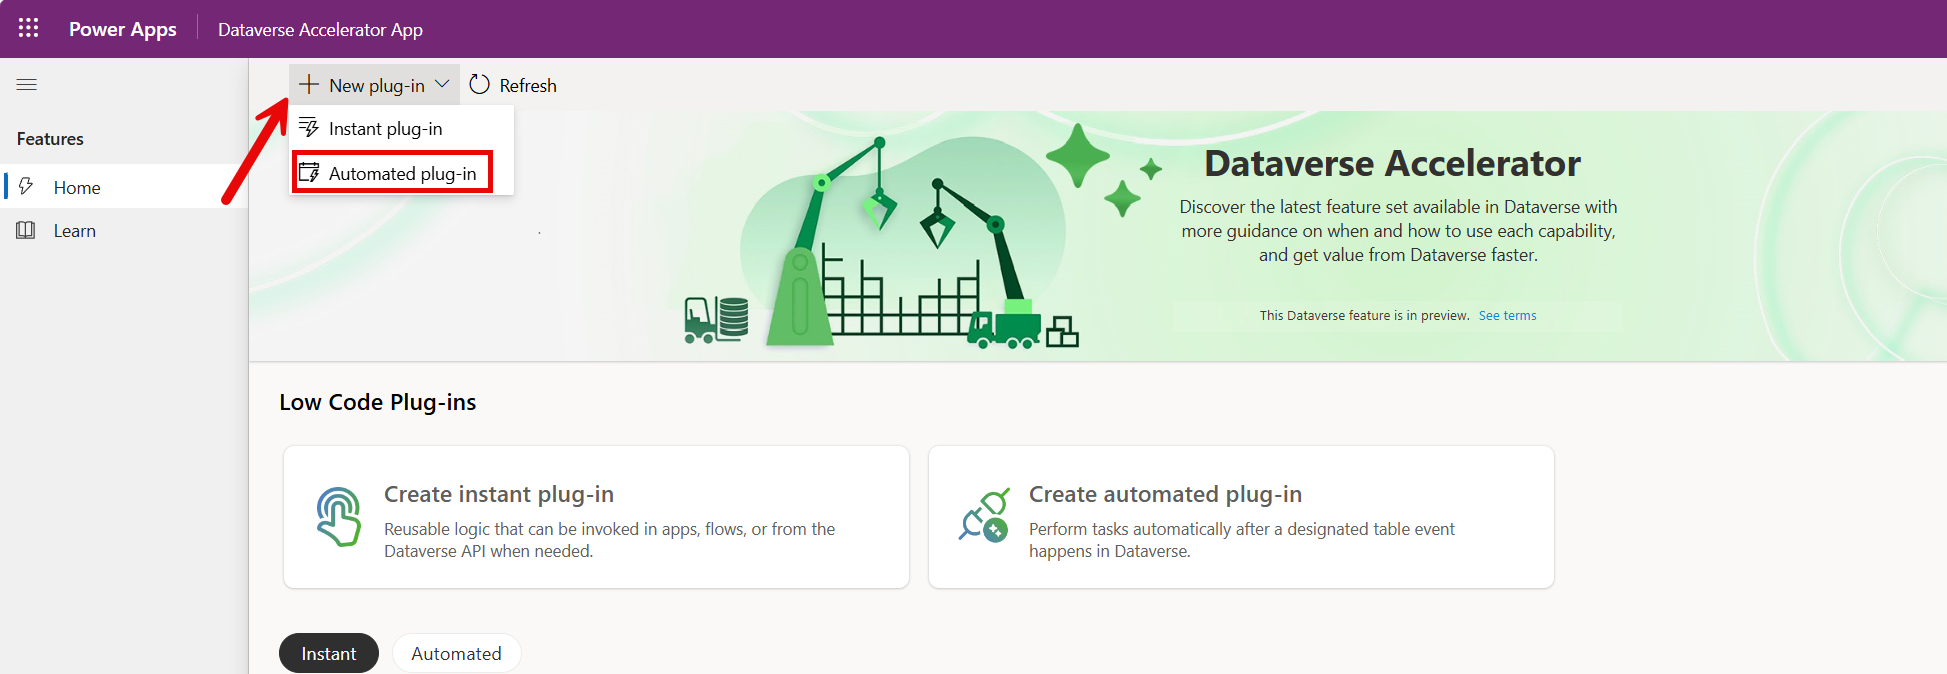 Power Apps
Dataverse Accelerator App
New plug-in
Refresh
Instant plug-in
Automated plug-in
Features
Home
Learn
Dataverse Accelerator
Discover the latest feature set available in Dataverse with
more guidance on when and how to use each capability,
and get value from Dataverse faster.
This Dataverse feature is in preview. See terms
Low Code Plug-ins
Create instant plug-in
Reusable logic that can be invoked in apps, flows, or from the
Dataverse API when needed.
Create automated plug-in
Perform tasks automatically after a designated table event
happens in Dataverse.
Instant
Automated